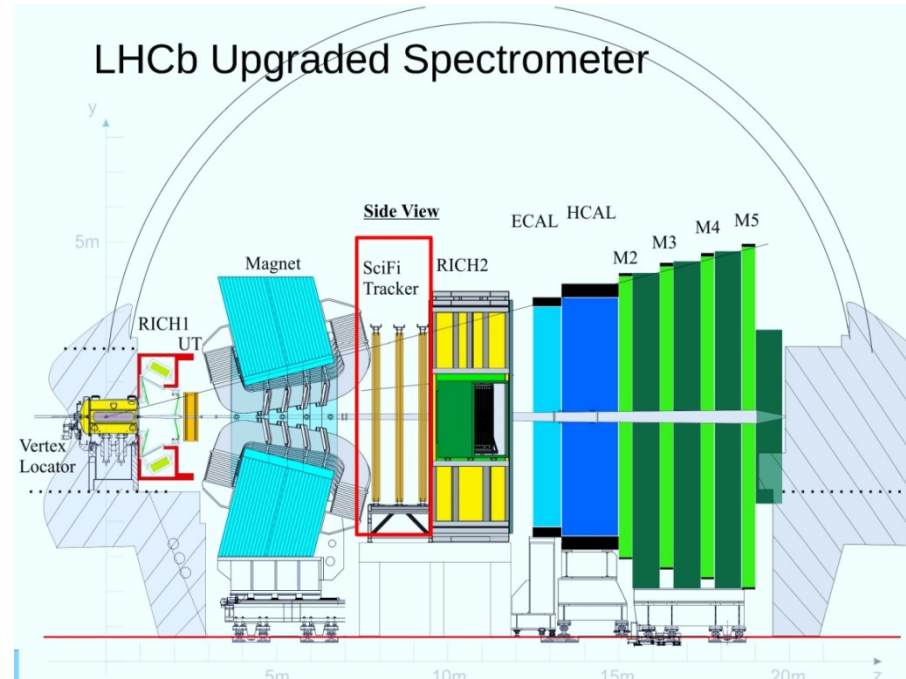 LHCb Upgraded Spectrometer
y
Side View
ECAL
HCAL
M5
M4
M3
M2
5m
Magnet
SciFi
Tracker
RICH2
RICH1
UT
Vertex
Locator
5m
10m
15m
20m
z